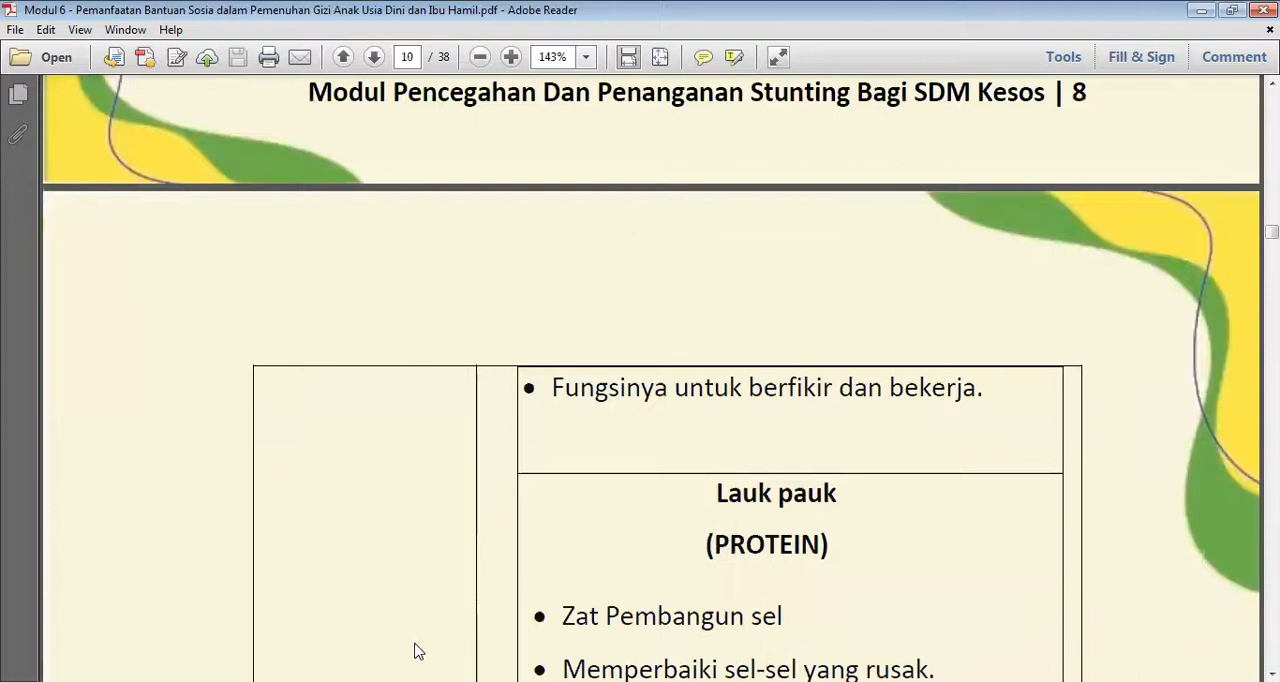 Modul 6 - Pemanfaatan Bantuan Sosia dalam Pemenuhan Gizi Anak Usia Dini dan Ibu Hamil.pdf - Adobe Reader
File Edit View Window Help
Open 10 / 38 143% Tools Fill & Sign Comment
Modul Pencegahan Dan Penanganan Stunting Bagi SDM Kesos | 8
• Fungsinya untuk berfikir dan bekerja.
Lauk pauk
(PROTEIN)
• Zat Pembangun sel
• Memperbaiki sel-sel yang rusak.